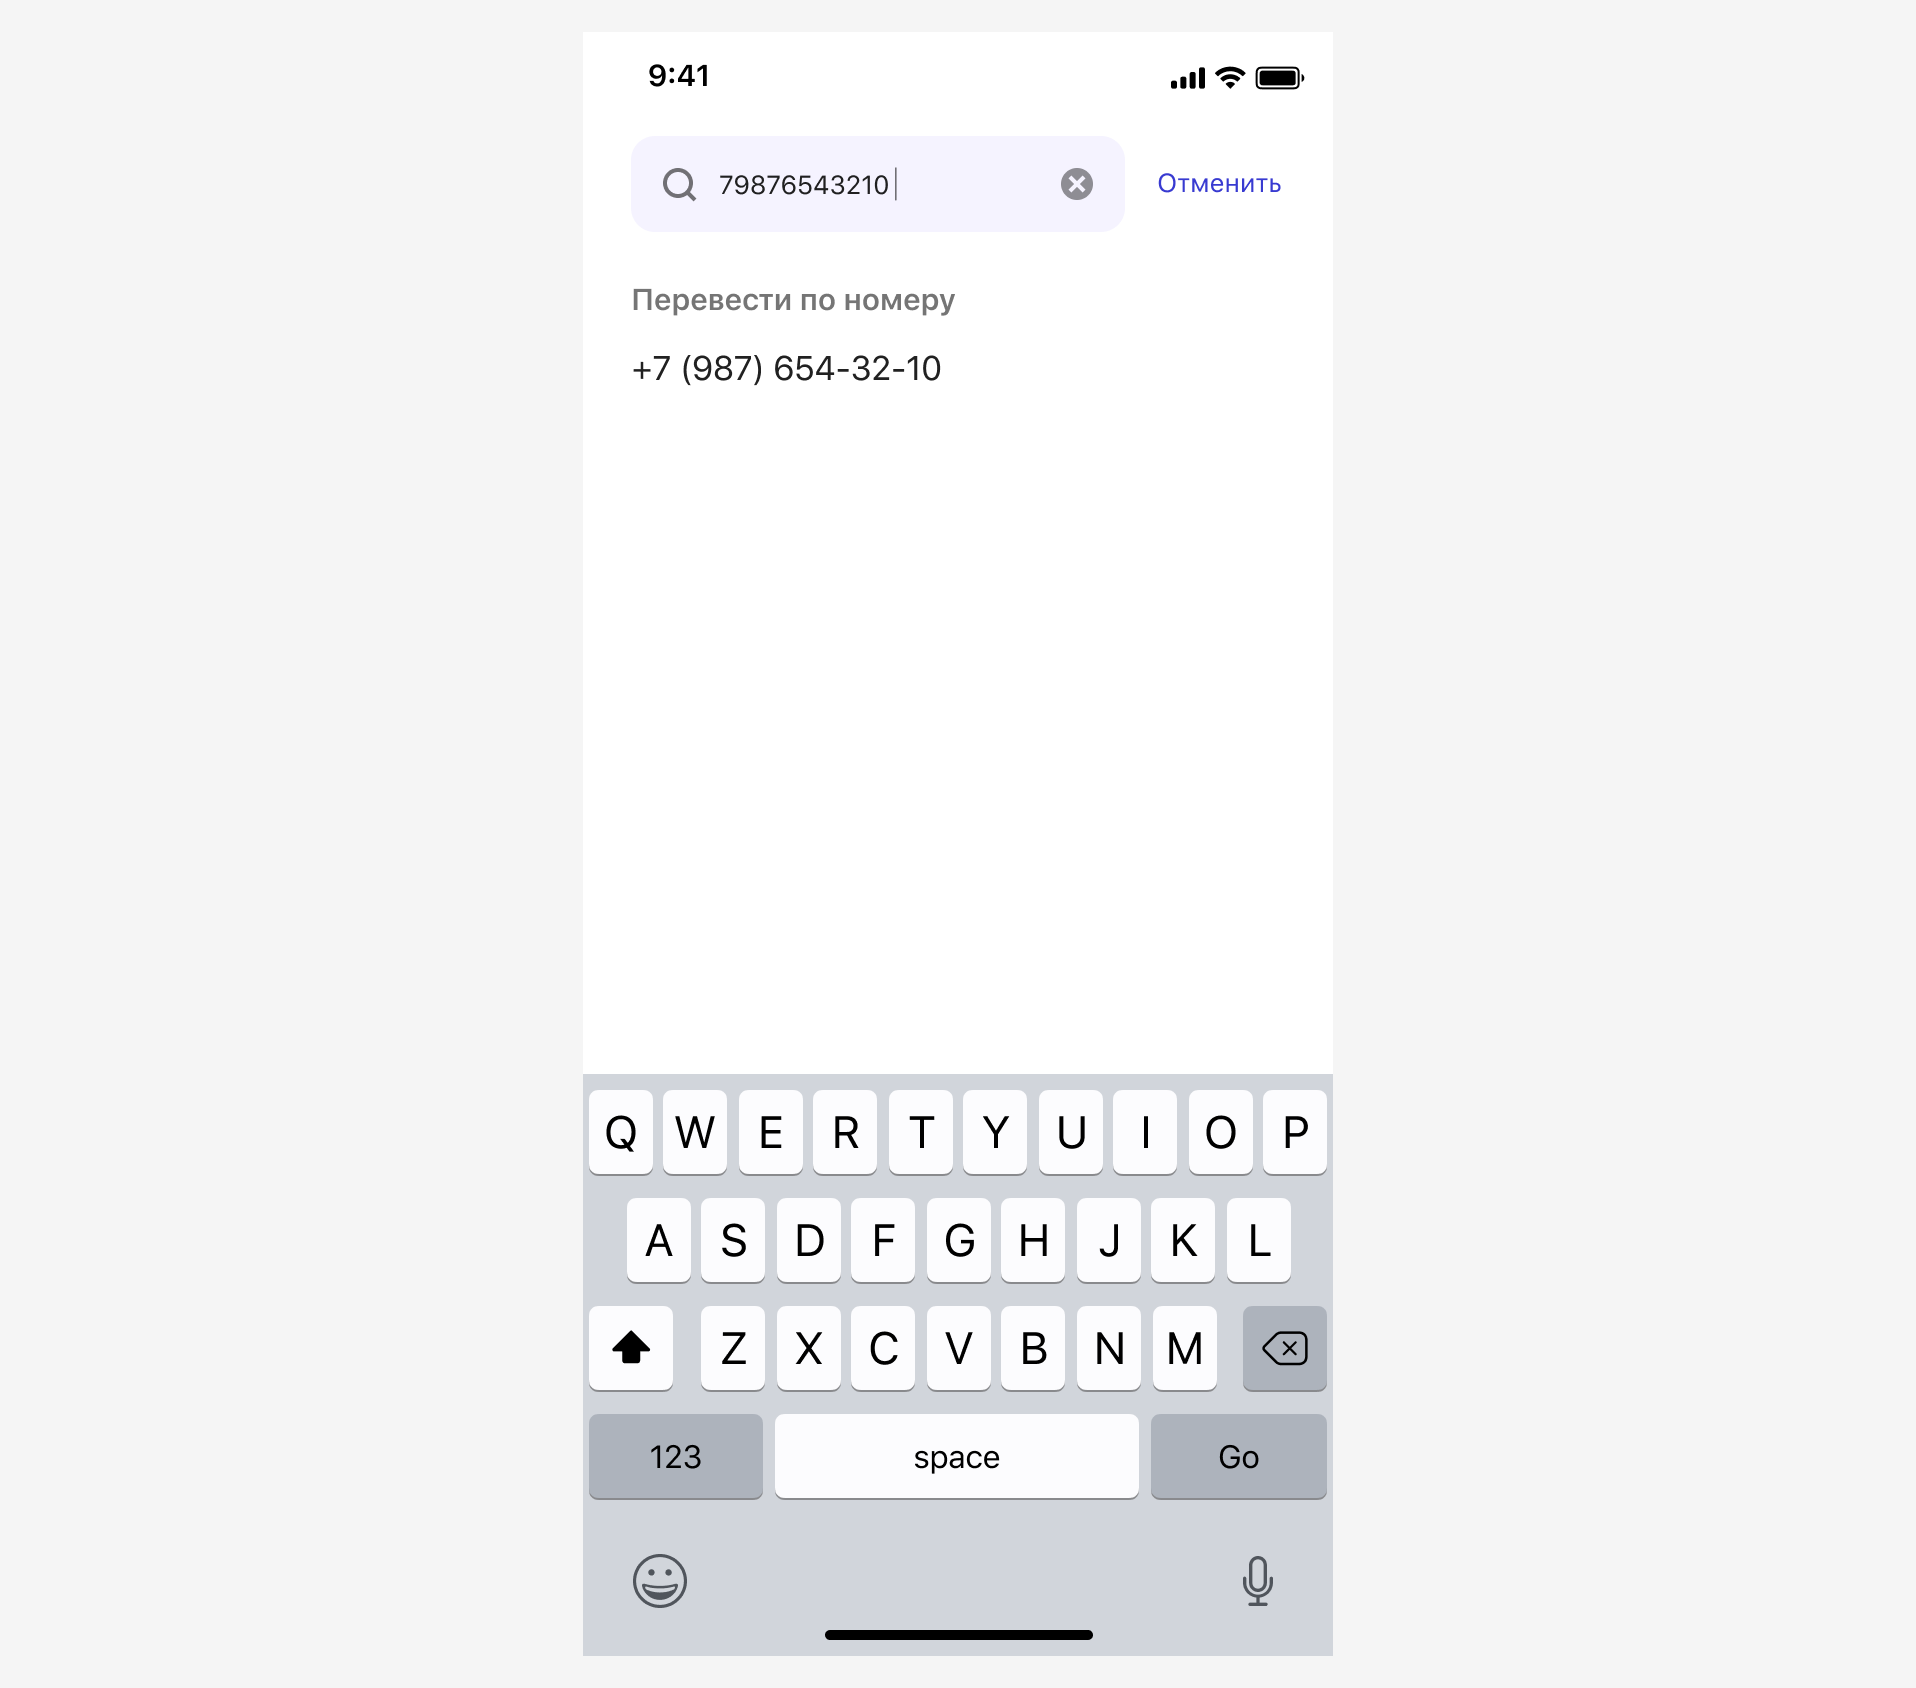 9:41
79876543210
Отменить
Перевести по номеру
+7 (987) 654-32-10
Q W E R T Y U I O P
A S D F G H J K L
Z X C V B N M
123 space Go